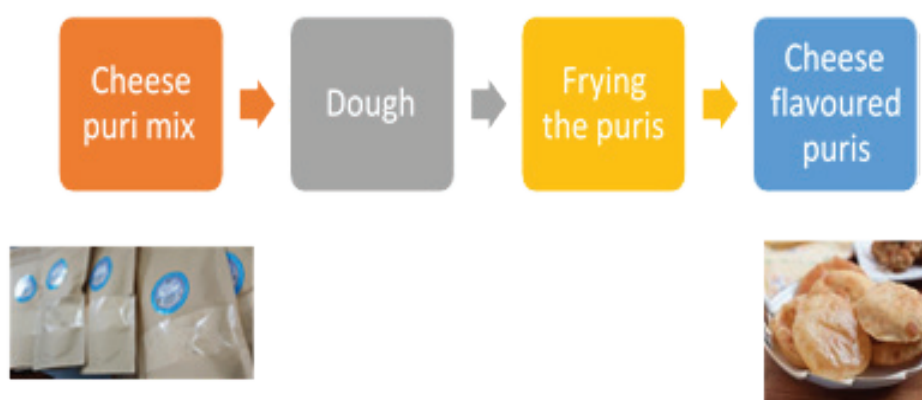 Cheese
puri mix
Dough
Frying
the puris
Cheese
flavoured
puris